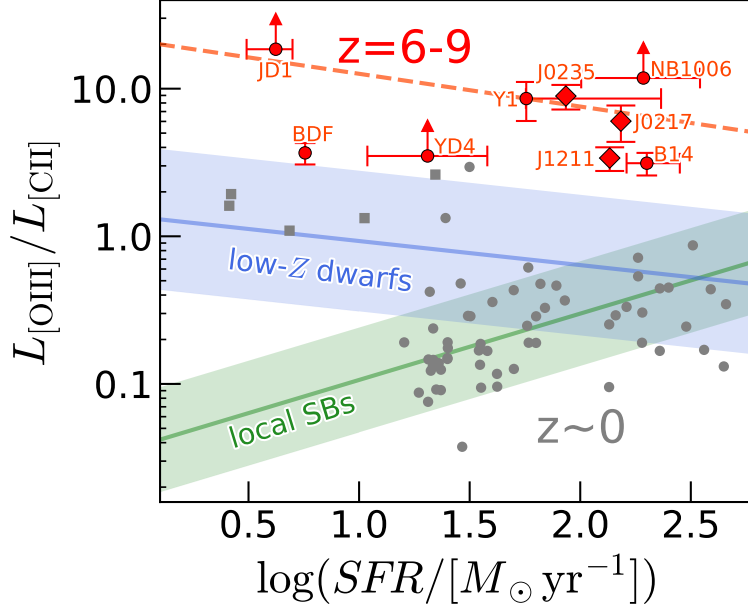 z=6-9
JD1
J0235
NB1006
Y1
J0217
BDF
YD4
J1211
B14
low-Z dwarfs
local SBs
z~0
10.0
1.0
0.1
0.5
1.0
1.5
2.0
2.5
L[OIII]/L[CII]
log(SFR/[M⊙ yr−1])